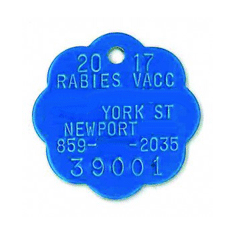 20 17
RABIES VACC
YORK ST
NEWPORT
859- -2035
39001